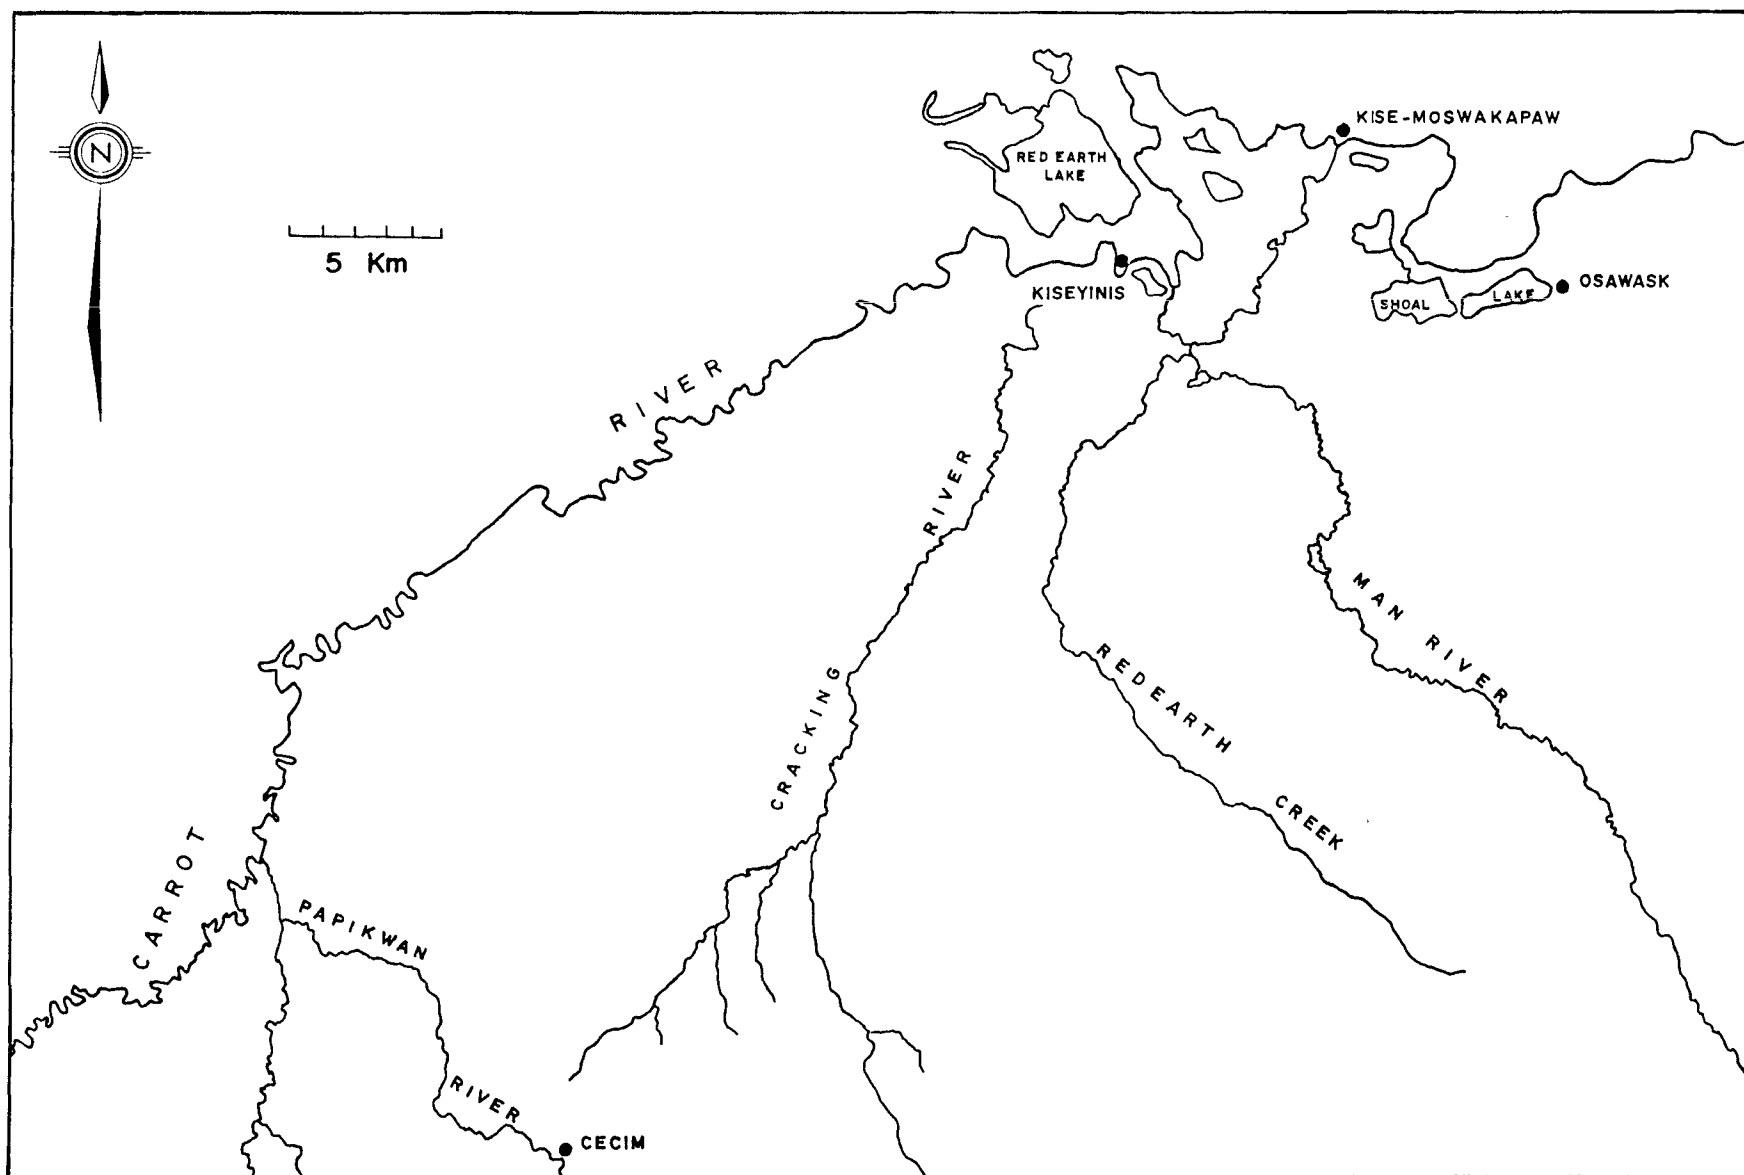 N
5 Km
KISE-MOSWAKAPAW
RED EARTH
LAKE
KISEYINIS
OSAWASK
SHOAL
LAKE
RIVER
RIVER
CRACKING
MAN RIVER
REDEARTH
CREEK
CARROT
PAPIKWAN
RIVER
CECIM